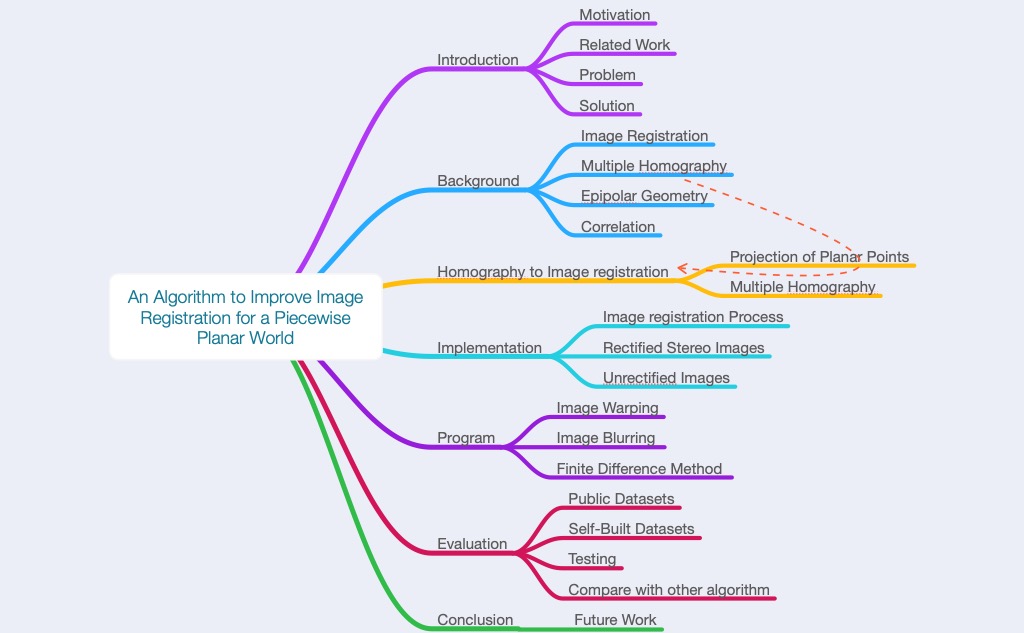 An Algorithm to Improve Image
Registration for a Piecewise
Planar World
Introduction
Motivation
Related Work
Problem
Solution
Background
Image Registration
Multiple Homography
Epipolar Geometry
Correlation
Homography to Image registration
Projection of Planar Points
Multiple Homography
Implementation
Image registration Process
Rectified Stereo Images
Unrectified Images
Program
Image Warping
Image Blurring
Finite Difference Method
Evaluation
Public Datasets
Self-Built Datasets
Testing
Compare with other algorithm
Conclusion
Future Work